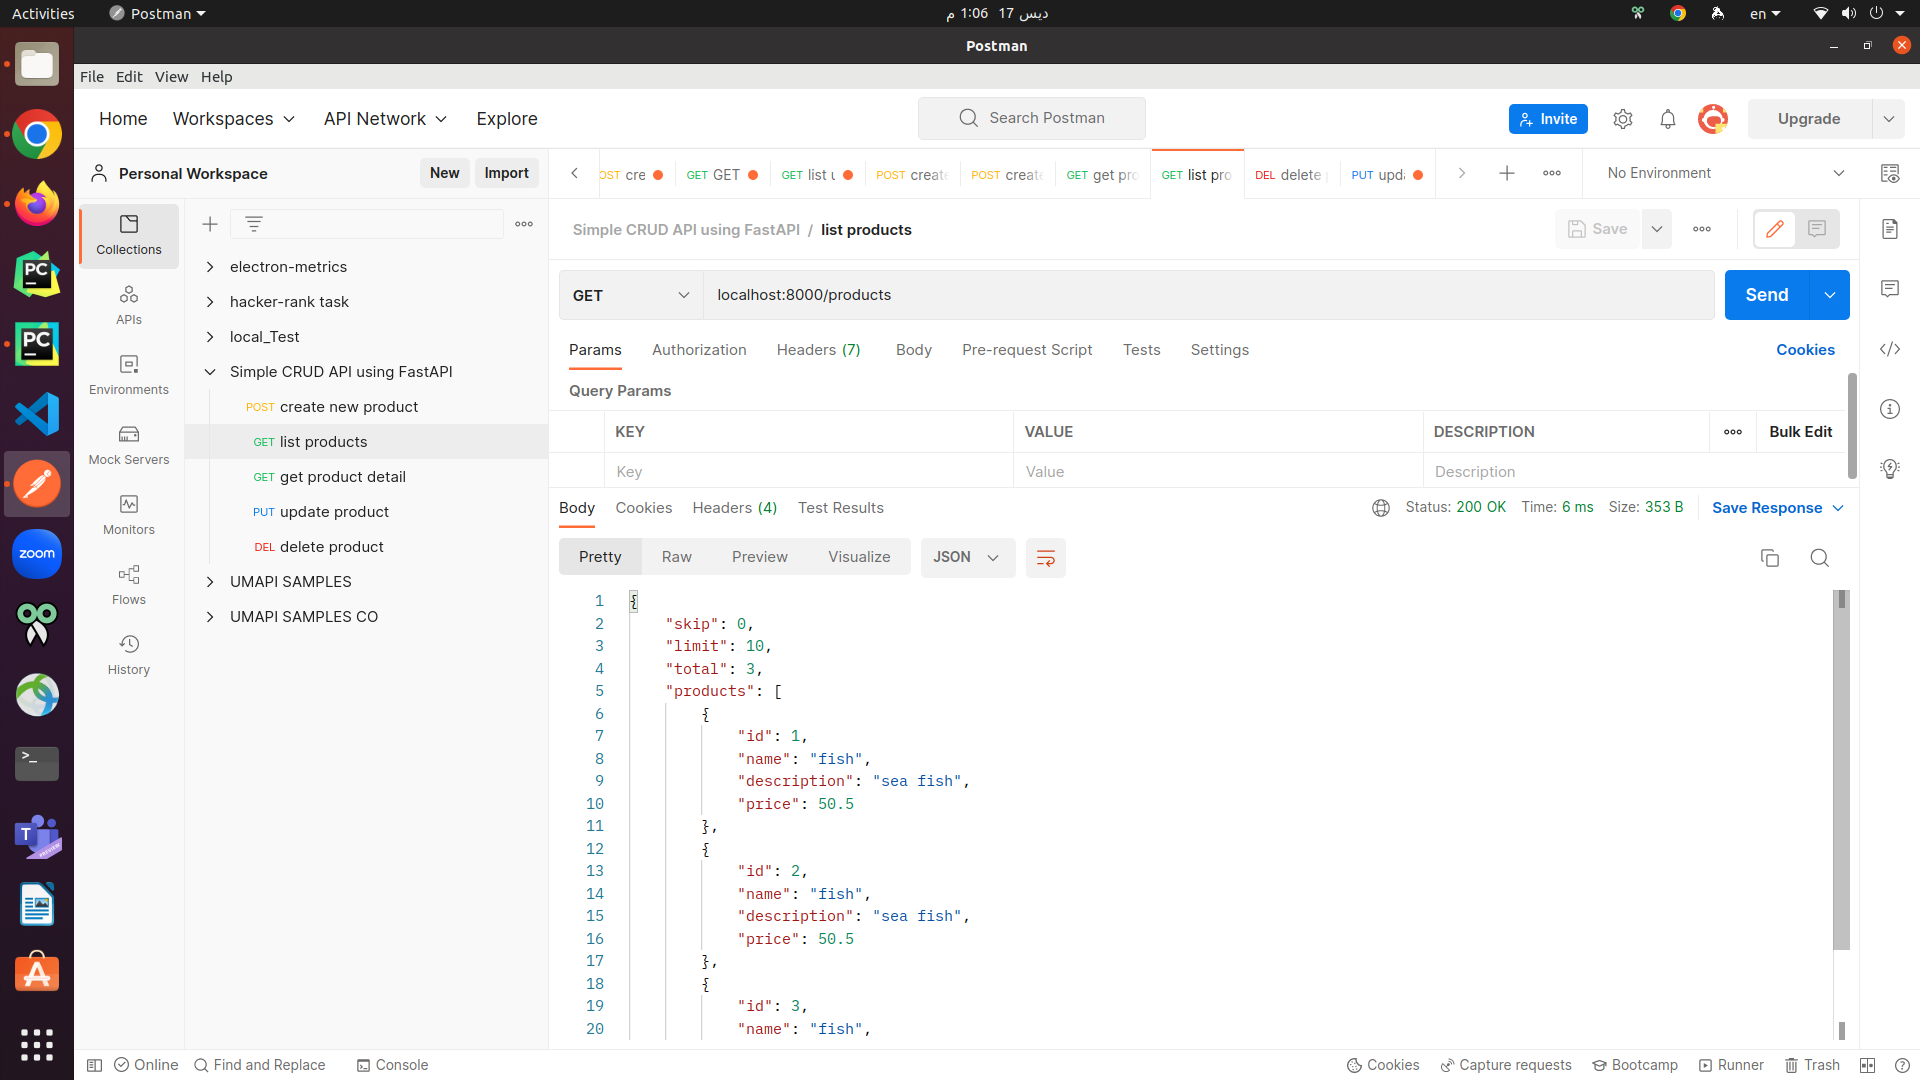 Activities
Postman
ديس 17 1:06 م
en
Postman
File Edit View Help
Home Workspaces API Network Explore
Search Postman
Invite
Upgrade
Personal Workspace
New Import
OST cre
GET GET
GET list u
POST create
POST create
GET get pro
GET list pro
DEL delete
PUT upda
No Environment
Collections
APIs
Environments
Mock Servers
Monitors
Flows
History
electron-metrics
hacker-rank task
local_Test
Simple CRUD API using FastAPI
POST create new product
GET list products
GET get product detail
PUT update product
DEL delete product
UMAPI SAMPLES
UMAPI SAMPLES CO
Simple CRUD API using FastAPI / list products
Save
GET localhost:8000/products
Send
Params Authorization Headers (7) Body Pre-request Script Tests Settings
Cookies
Query Params
KEY VALUE DESCRIPTION
Bulk Edit
Key Value Description
Body Cookies Headers (4) Test Results
Status: 200 OK Time: 6 ms Size: 353 B
Save Response
Pretty Raw Preview Visualize JSON
1 {
2 "skip": 0,
3 "limit": 10,
4 "total": 3,
5 "products": [
6 {
7 "id": 1,
8 "name": "fish",
9 "description": "sea fish",
10 "price": 50.5
11 },
12 {
13 "id": 2,
14 "name": "fish",
15 "description": "sea fish",
16 "price": 50.5
17 },
18 {
19 "id": 3,
20 "name": "fish",
PC
PC
zoom
>_
T
PREVIEW
Online
Find and Replace
Console
Cookies
Capture requests
Bootcamp
Runner
Trash